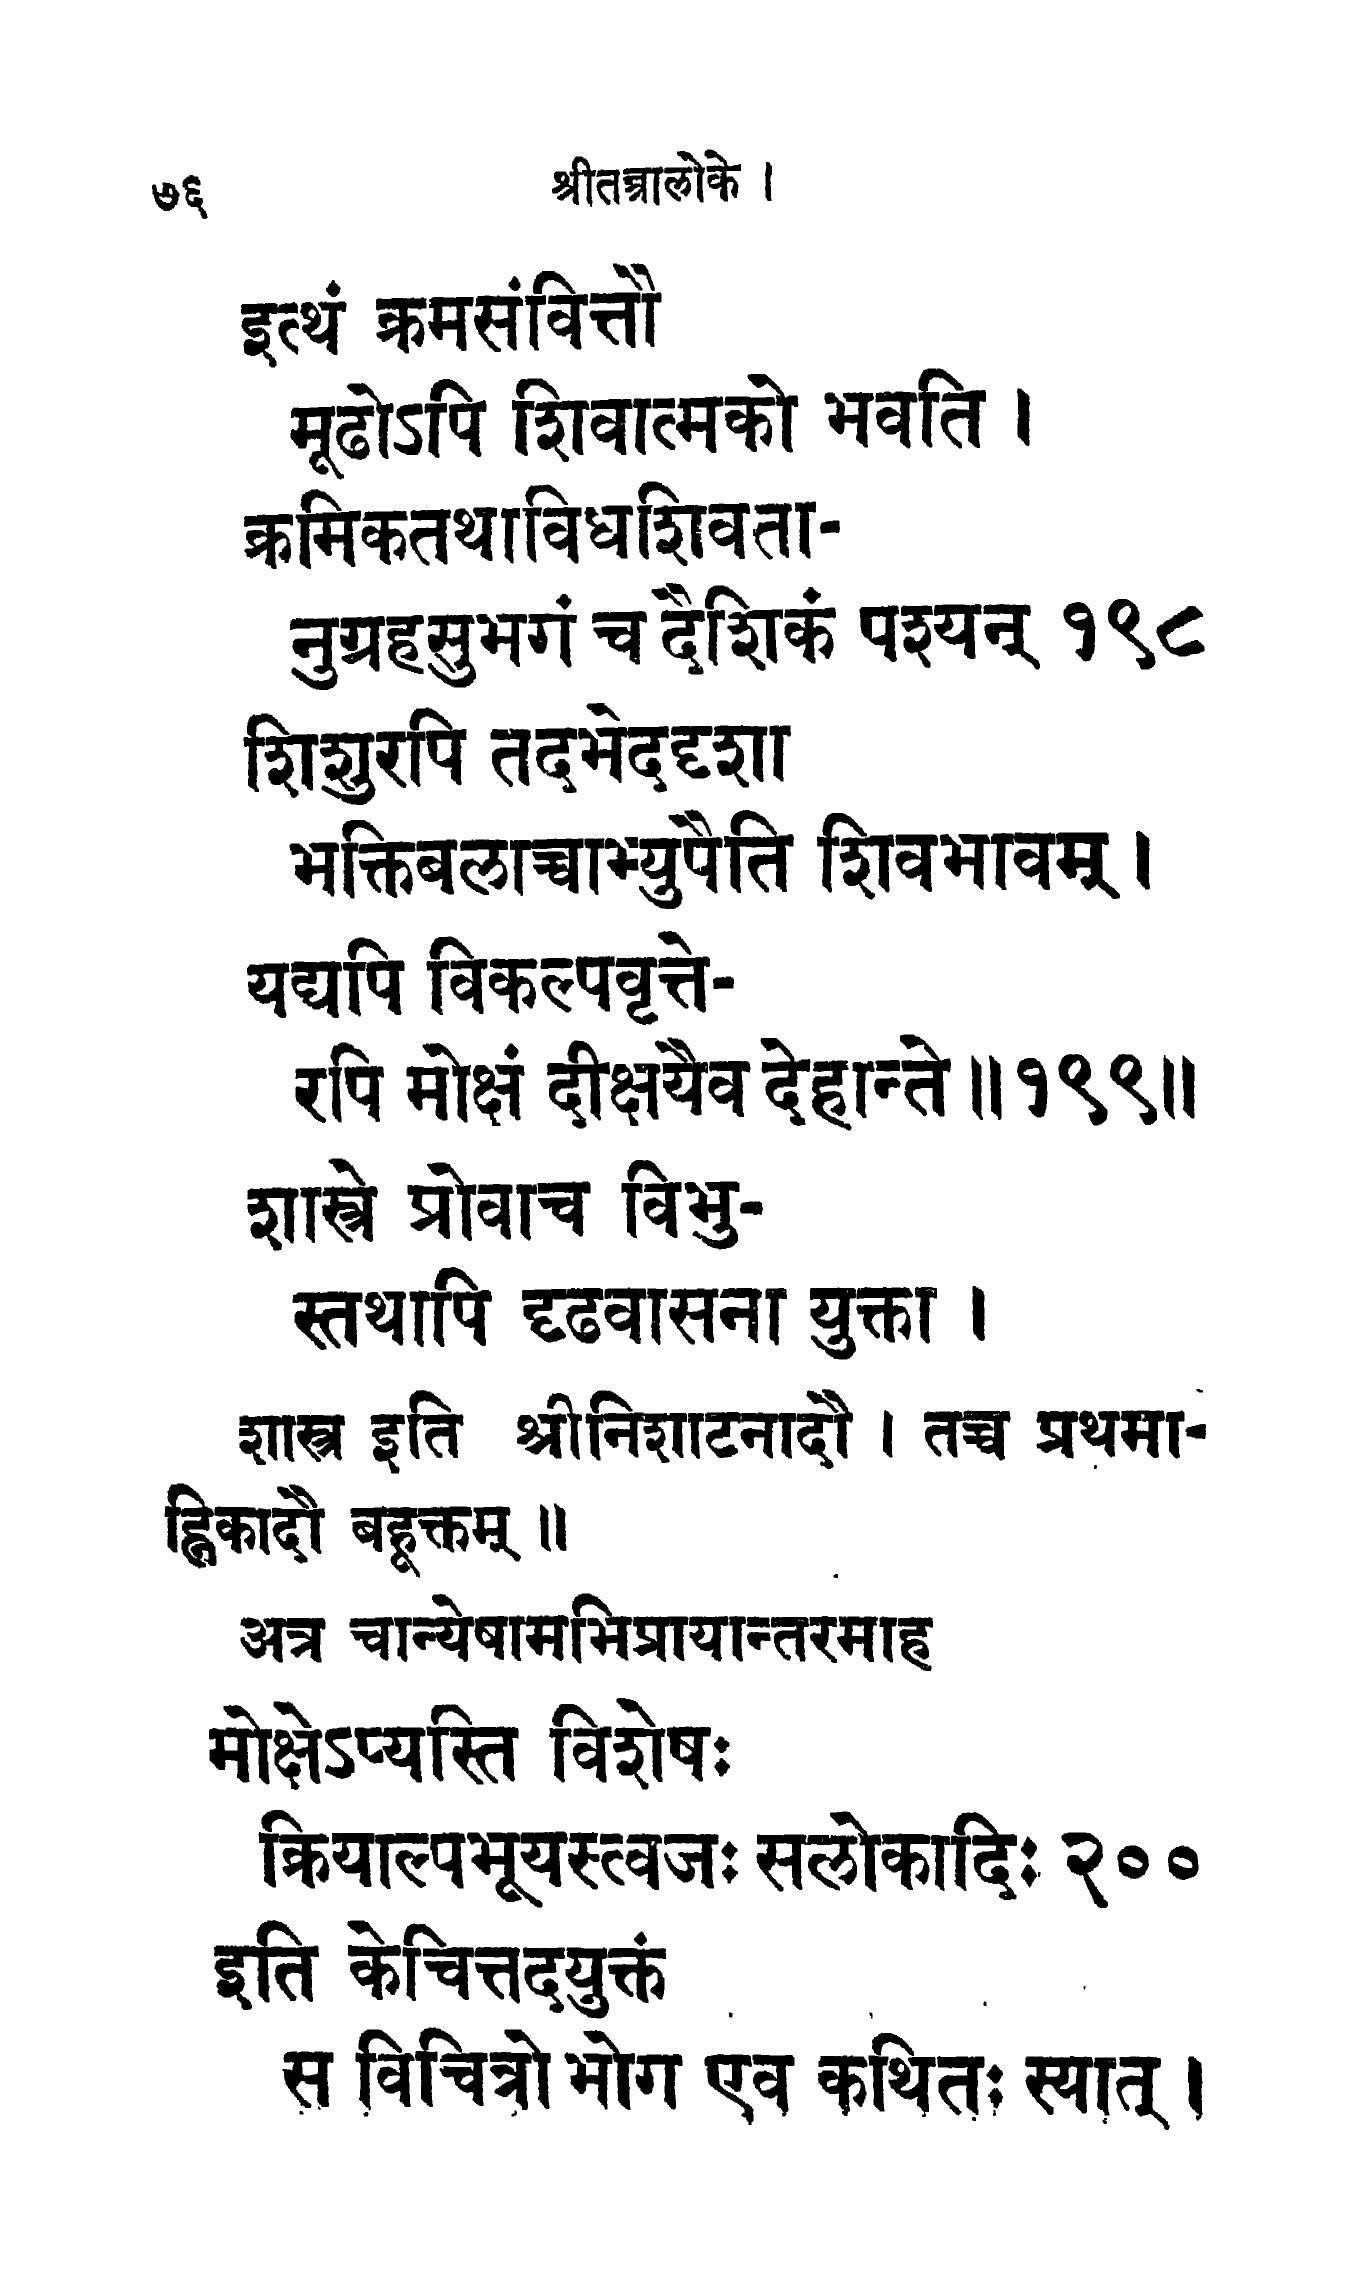 ७६ श्रीतन्त्रालोके ।
इत्थं क्रमसंवित्तौ
मूढोऽपि शिवात्मको भवति ।
क्रमिकतथाविधशिवता-
नुग्रहसुभगं च दैशिकं पश्यन् १९८
शिशुरपि तदभेददृशा
भक्तिबलाच्चाभ्युपैति शिवभावम् ।
यद्यपि विकल्पवृत्ते-
रपि मोक्षं दीक्षयैव देहान्ते ॥१९९॥
शास्त्रे प्रोवाच विभु-
स्तथापि दृढवासना युक्ता ।
शास्त्र इति श्रीनिशाटनादौ । तच्च प्रथमा-
ह्निकादौ बहूक्तम् ॥
अत्र चान्येषामभिप्रायान्तरमाह
मोक्षेऽप्यस्ति विशेषः
क्रियाल्पभूयस्त्वजः सलोकादिः २००
इति केचित्तदयुक्तं
स विचित्रो भोग एव कथितः स्यात् ।